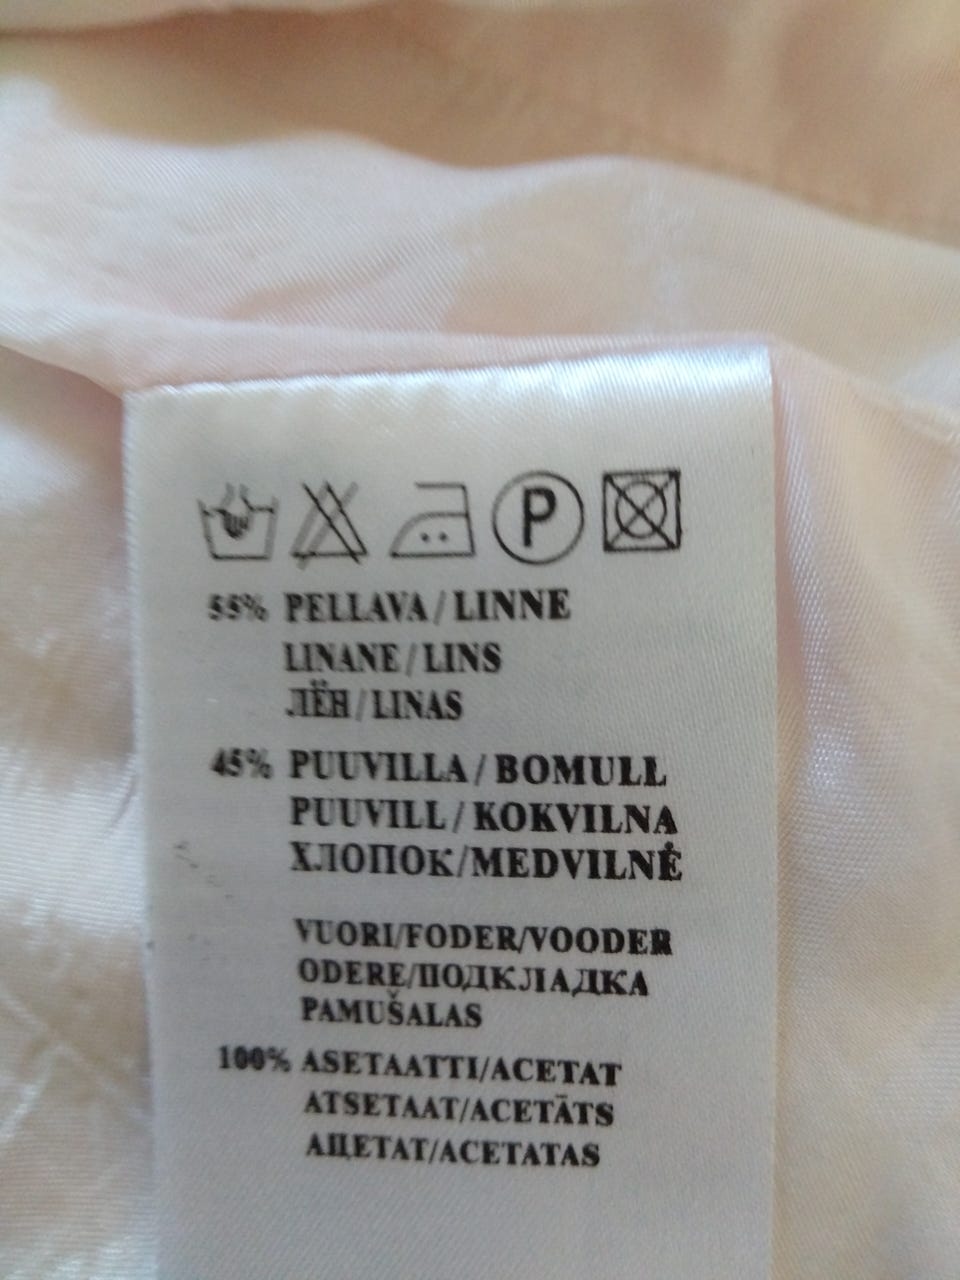 P
55% PELLAVA / LINNE
LINANE / LINS
ЛЁН / LINAS
45% PUUVILLA / BOMULL
PUUVILL / KOKVILNA
ХЛОПОК/MEDVILNĖ
VUORI/FODER/VOODER
ODERE/ПОДКЛАДКА
PAMUŠALAS
100% ASETAATTI/ACETAT
ATSETAAT/ACETĀTS
АЦЕТАТ/ACETATAS